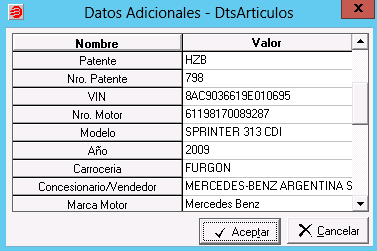 Datos Adicionales - DtsArticulos
Nombre Valor
Patente HZB
Nro. Patente 798
VIN 8AC9036619E010695
Nro. Motor 61198170089287
Modelo SPRINTER 313 CDI
Año 2009
Carroceria FURGON
Concesionario/Vendedor MERCEDES-BENZ ARGENTINA S
Marca Motor Mercedes Benz
Aceptar Cancelar